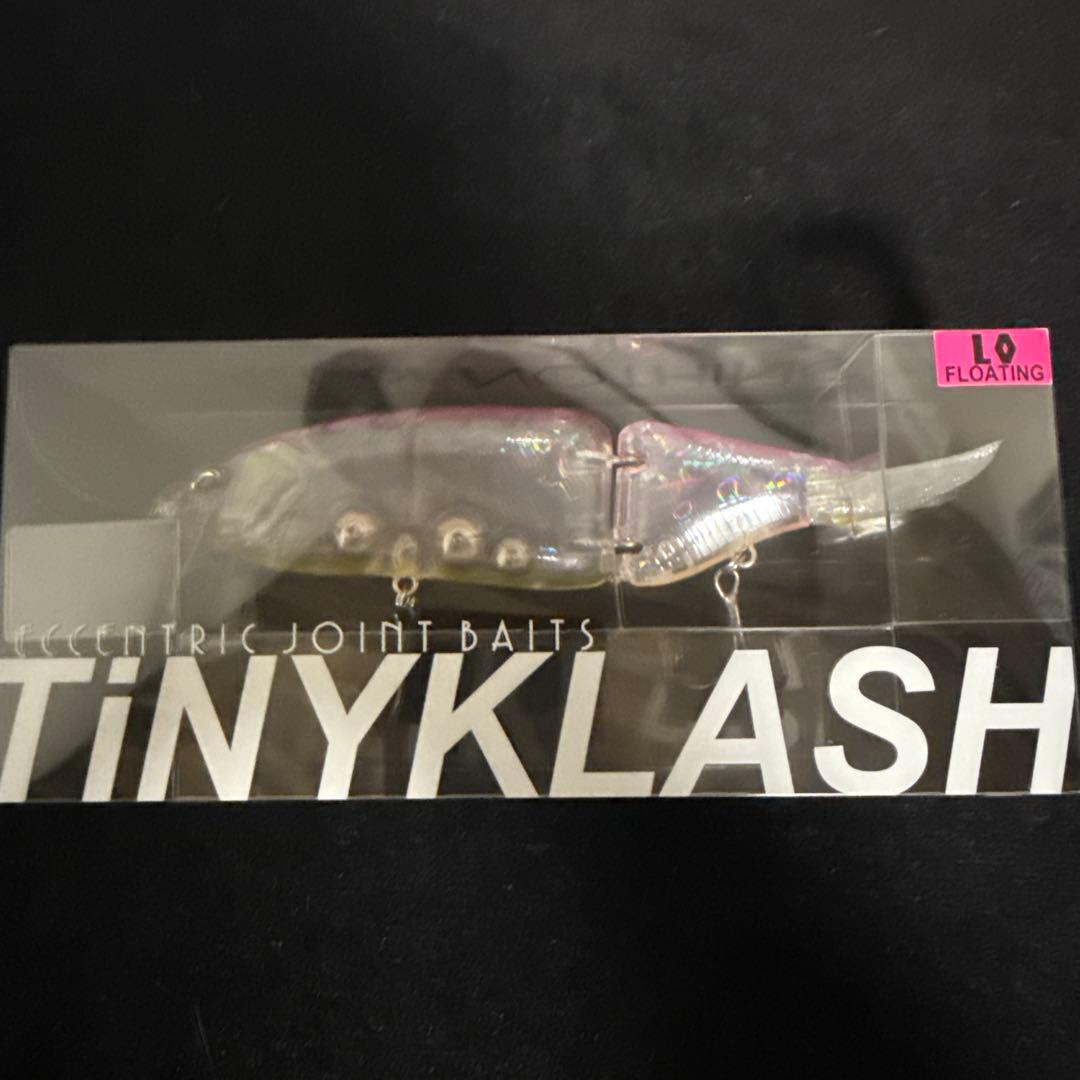 LO
FLOATING
ECCENTRIC JOINT BAITS
TiNYKLASH